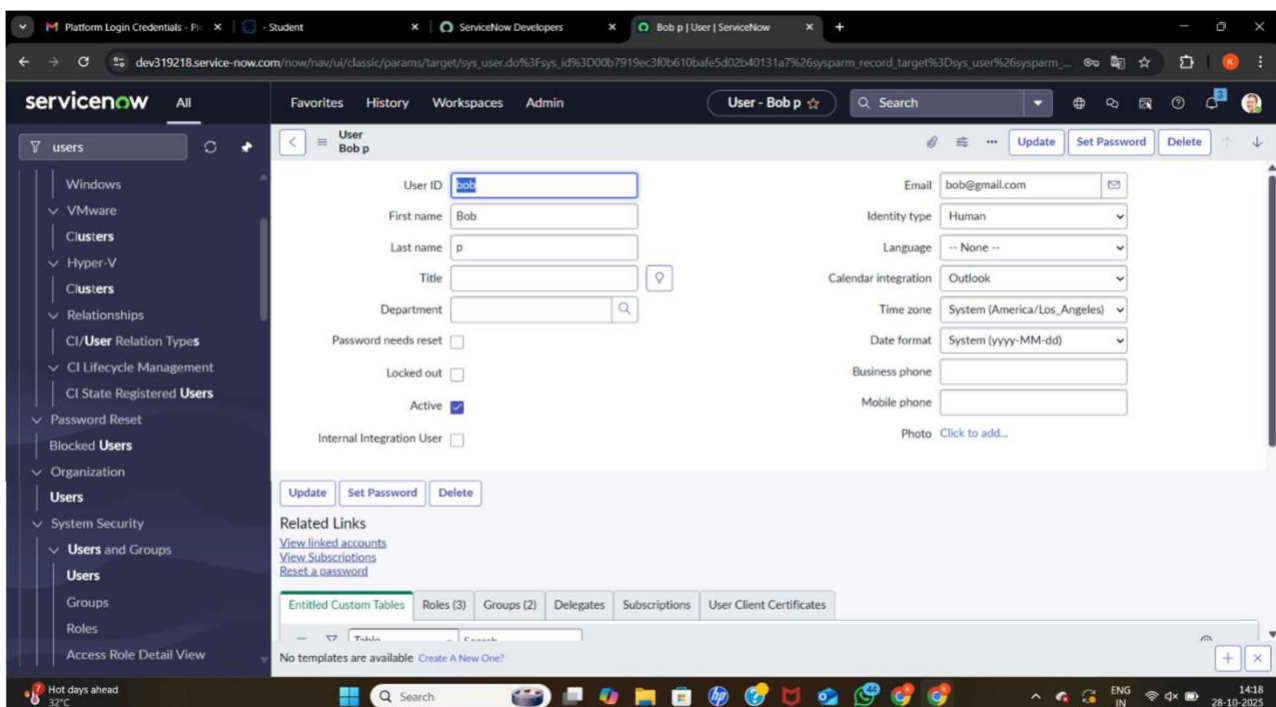 Platform Login Credentials - Pr
- Student
ServiceNow Developers
Bob p | User | ServiceNow
dev319218.service-now.com/now/nav/ui/classic/params/target/sys_user.do%3Fsys_id%3D00b7919ec3f0b610bafe5d02b40131a7%26sysparm_record_target%3Dsys_user%26sysparm_...
K
servicenow All Favorites History Workspaces Admin User - Bob p Search 3
users
User
Bob p
Update Set Password Delete
Windows
VMware
Clusters
Hyper-V
Clusters
Relationships
CI/User Relation Types
CI Lifecycle Management
CI State Registered Users
Password Reset
Blocked Users
Organization
Users
System Security
Users and Groups
Users
Groups
Roles
Access Role Detail View
User ID bob
First name Bob
Last name p
Title
Department
Password needs reset
Locked out
Active
Internal Integration User
Email bob@gmail.com
Identity type Human
Language -- None --
Calendar integration Outlook
Time zone System (America/Los_Angeles)
Date format System (yyyy-MM-dd)
Business phone
Mobile phone
Photo Click to add...
Update Set Password Delete
Related Links
View linked accounts
View Subscriptions
Reset a password
Entitled Custom Tables Roles (3) Groups (2) Delegates Subscriptions User Client Certificates
Table Search
No templates are available Create A New One?
Hot days ahead
32°C
Search
44
ENG
IN
14:18
28-10-2025